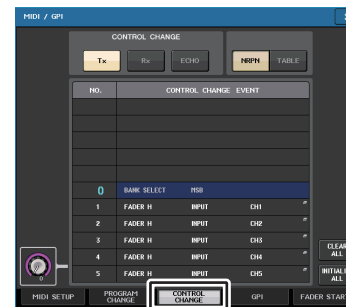 MIDI / GPI
CONTROL CHANGE
Tx Rx ECHO NRPN TABLE
NO. CONTROL CHANGE EVENT
0 BANK SELECT MSB
1 FADER H INPUT CH1
2 FADER H INPUT CH2
3 FADER H INPUT CH3
4 FADER H INPUT CH4
5 FADER H INPUT CH5
CLEAR
ALL
INITIAL
ALL
0
MIDI SETUP PROGRAM CHANGE CONTROL CHANGE GPI FADER START